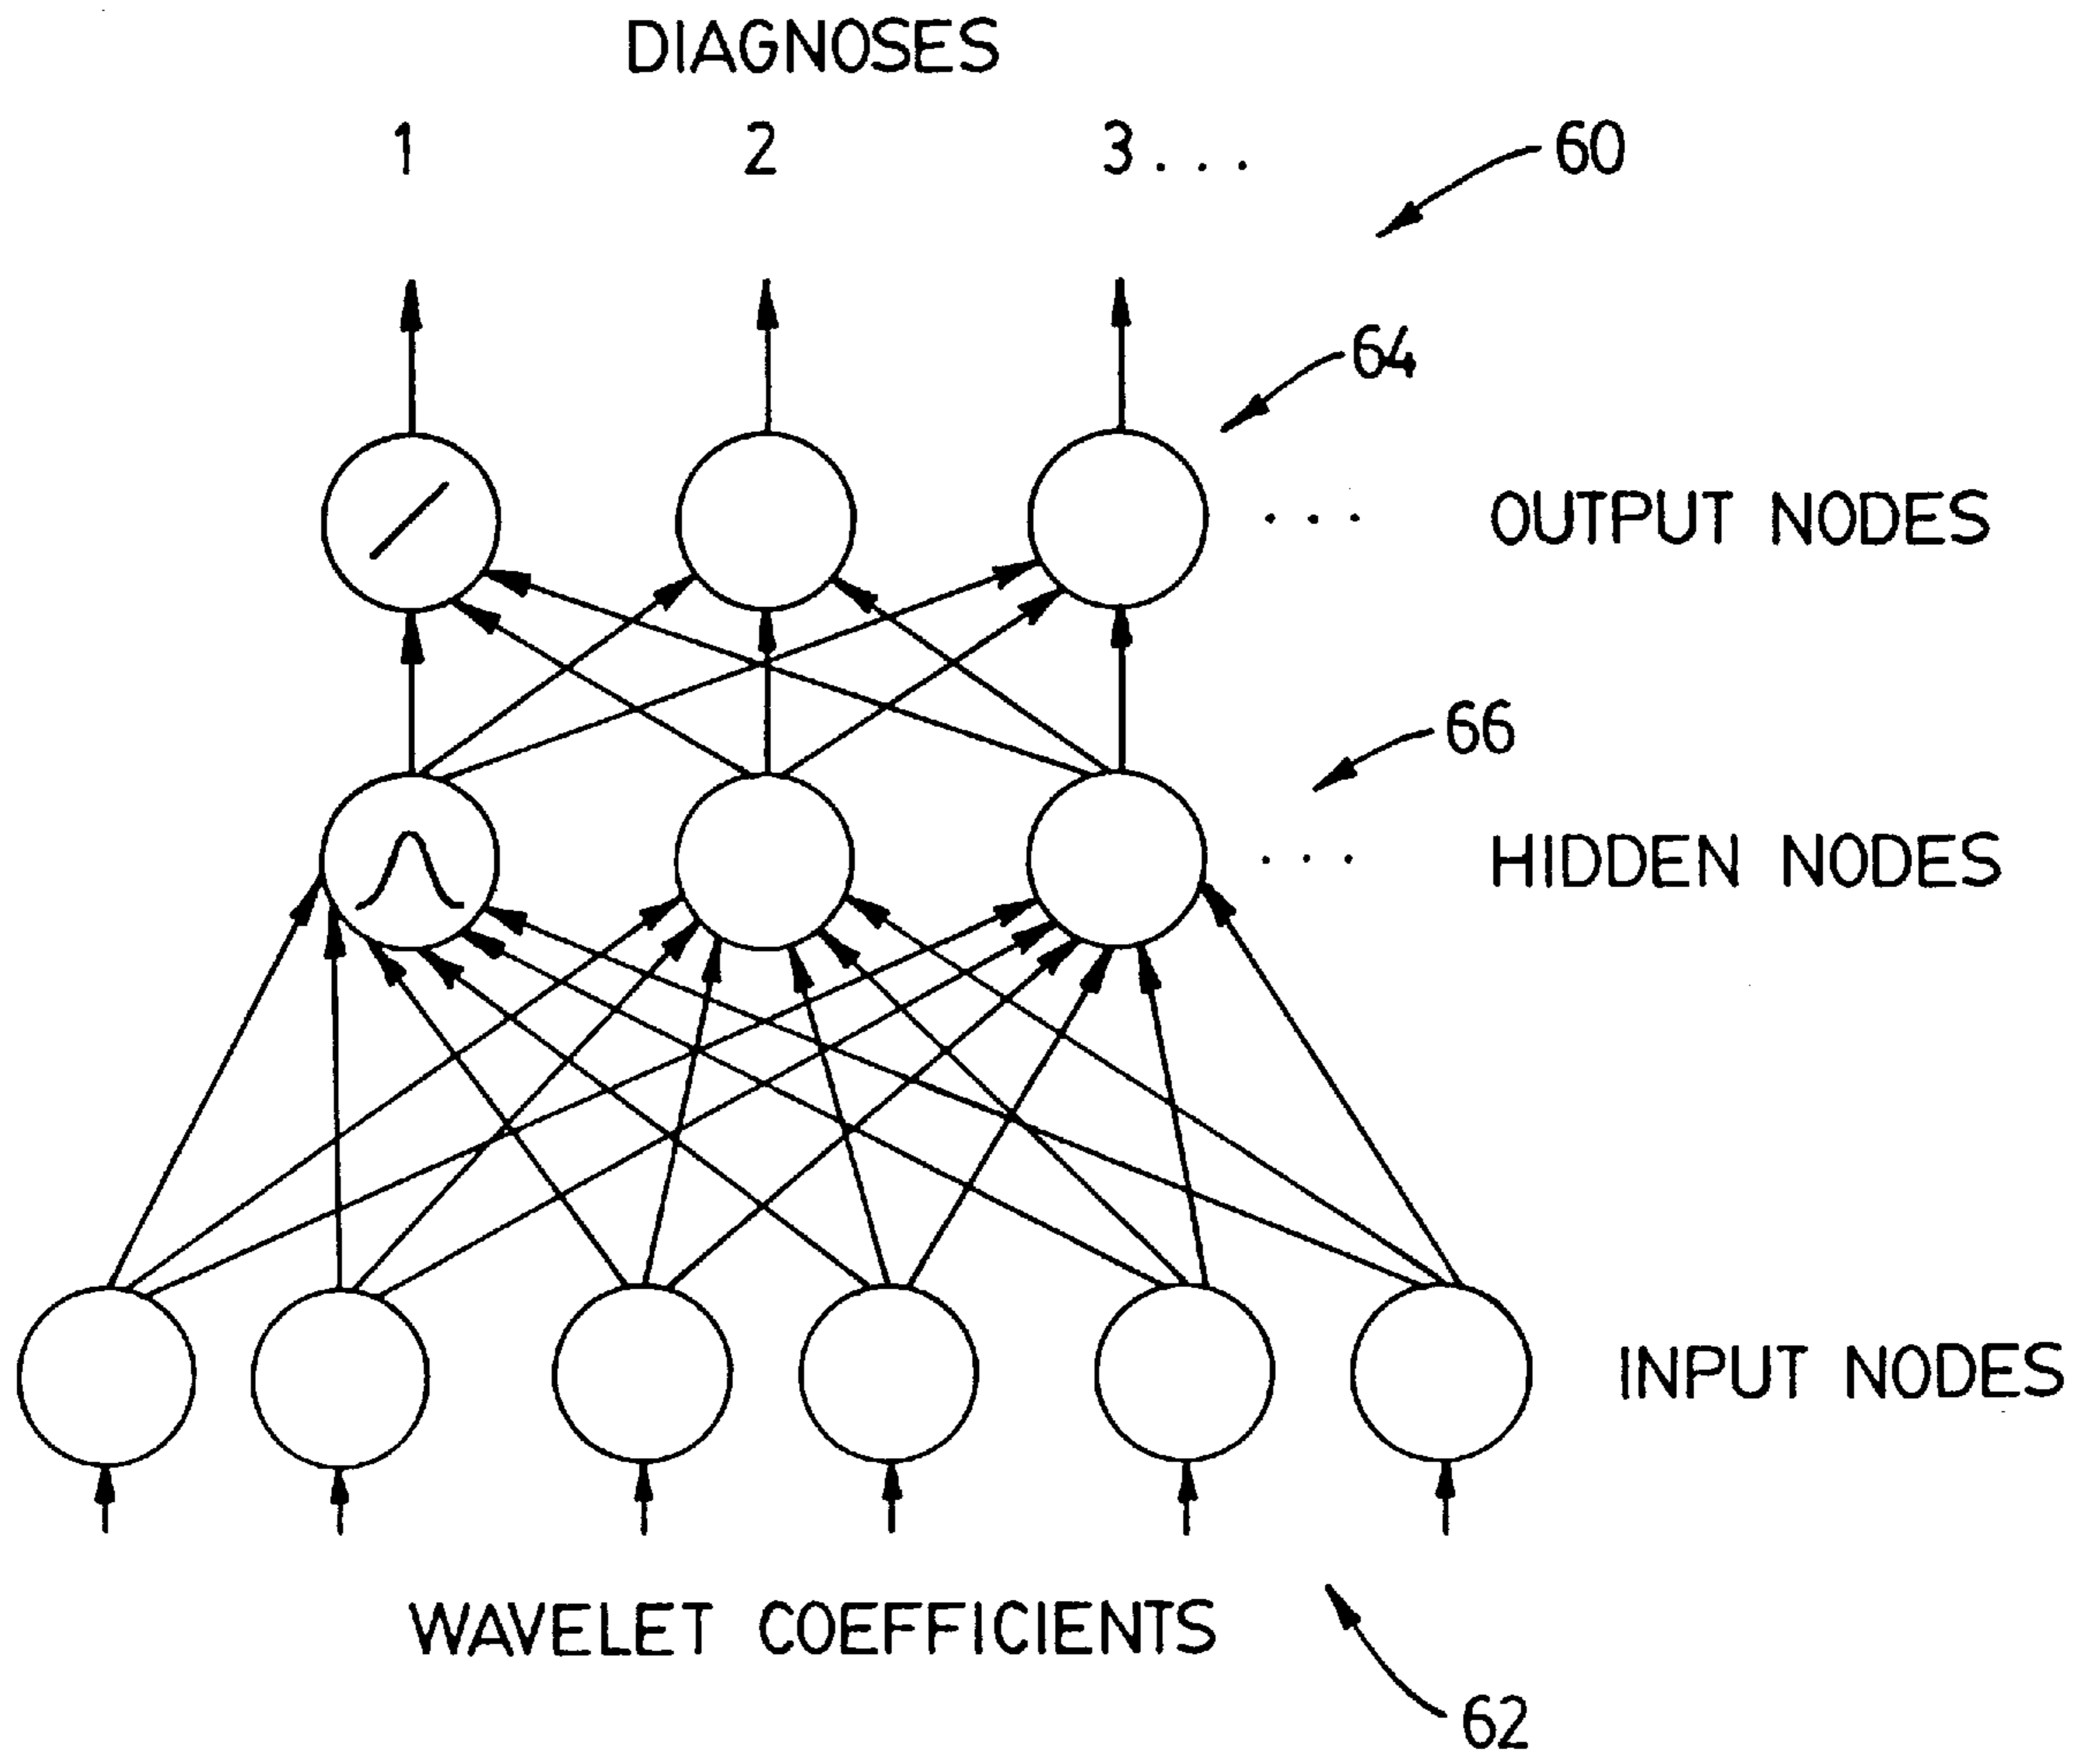 DIAGNOSES
1 2 3...
60
64
... OUTPUT NODES
66
... HIDDEN NODES
INPUT NODES
WAVELET COEFFICIENTS
62